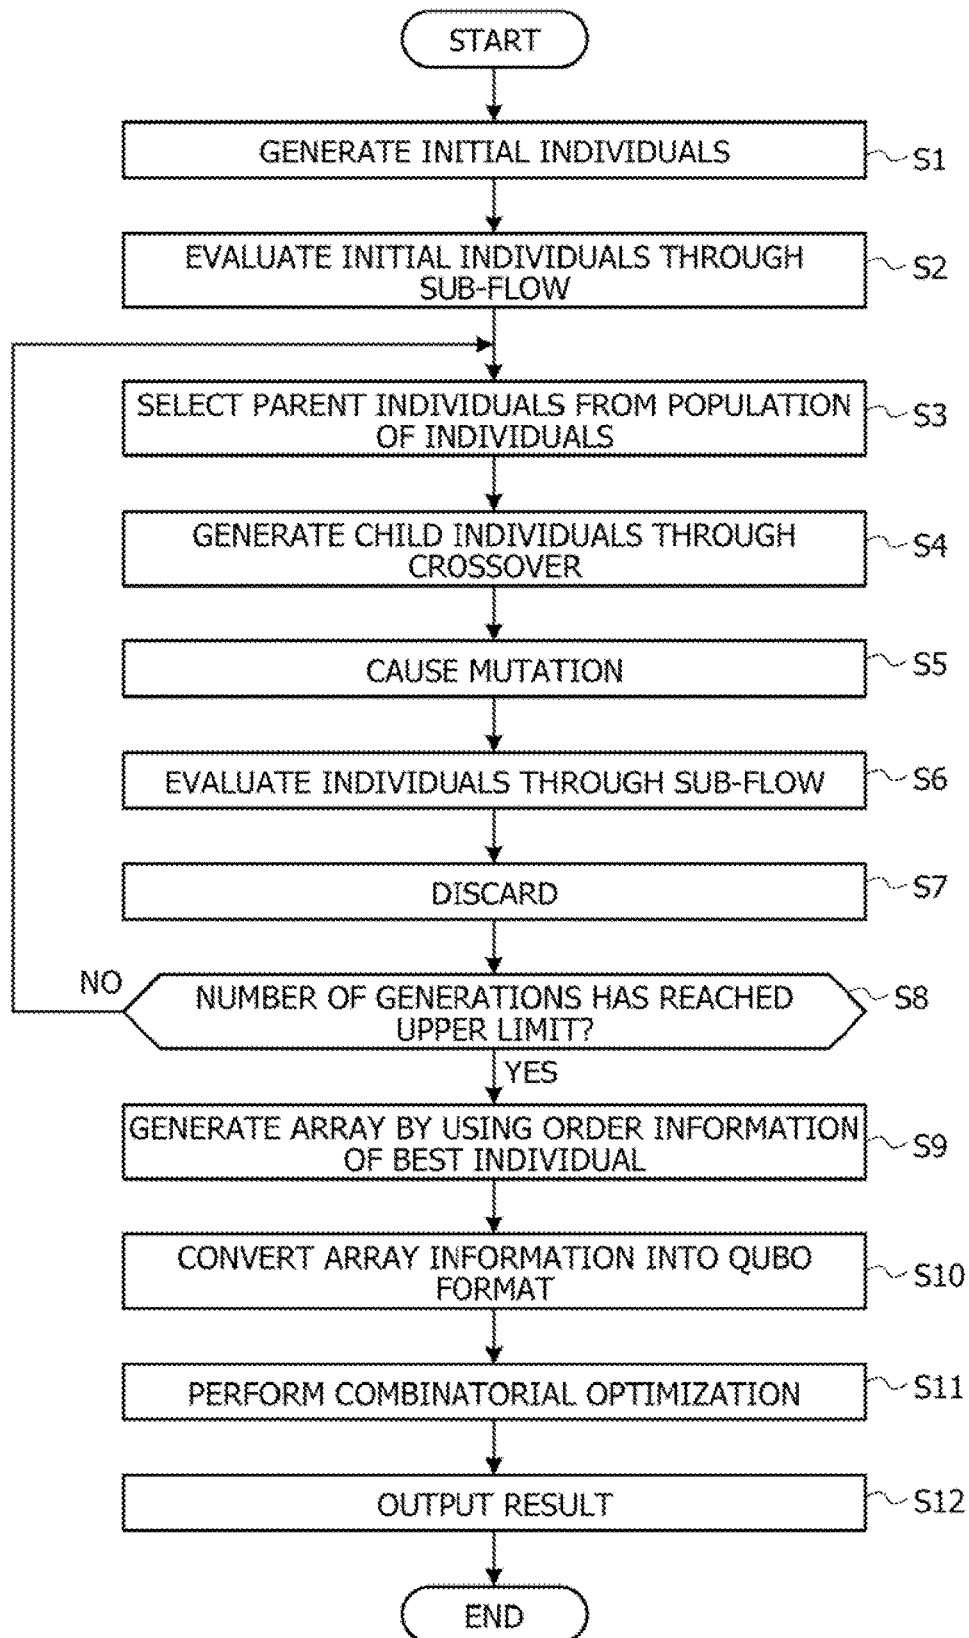 START
GENERATE INITIAL INDIVIDUALS
S1
EVALUATE INITIAL INDIVIDUALS THROUGH
SUB-FLOW
S2
SELECT PARENT INDIVIDUALS FROM POPULATION
OF INDIVIDUALS
S3
GENERATE CHILD INDIVIDUALS THROUGH
CROSSOVER
S4
CAUSE MUTATION
S5
EVALUATE INDIVIDUALS THROUGH SUB-FLOW
S6
DISCARD
S7
NO
NUMBER OF GENERATIONS HAS REACHED
UPPER LIMIT?
S8
YES
GENERATE ARRAY BY USING ORDER INFORMATION
OF BEST INDIVIDUAL
S9
CONVERT ARRAY INFORMATION INTO QUBO
FORMAT
S10
PERFORM COMBINATORIAL OPTIMIZATION
S11
OUTPUT RESULT
S12
END